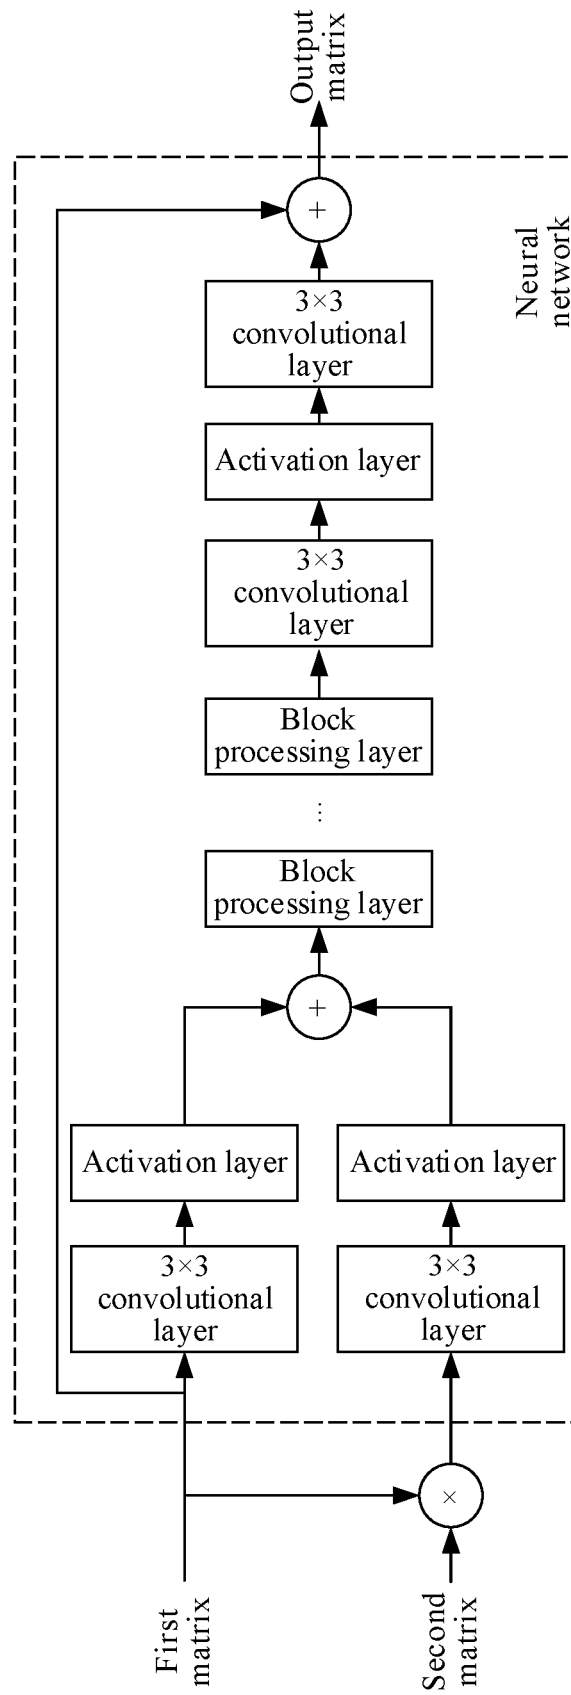 Output
matrix
+
Neural
network
3×3
convolutional
layer
Activation layer
3×3
convolutional
layer
Block
processing layer
...
Block
processing layer
+
Activation layer
Activation layer
3×3
convolutional
layer
3×3
convolutional
layer
×
First
matrix
Second
matrix